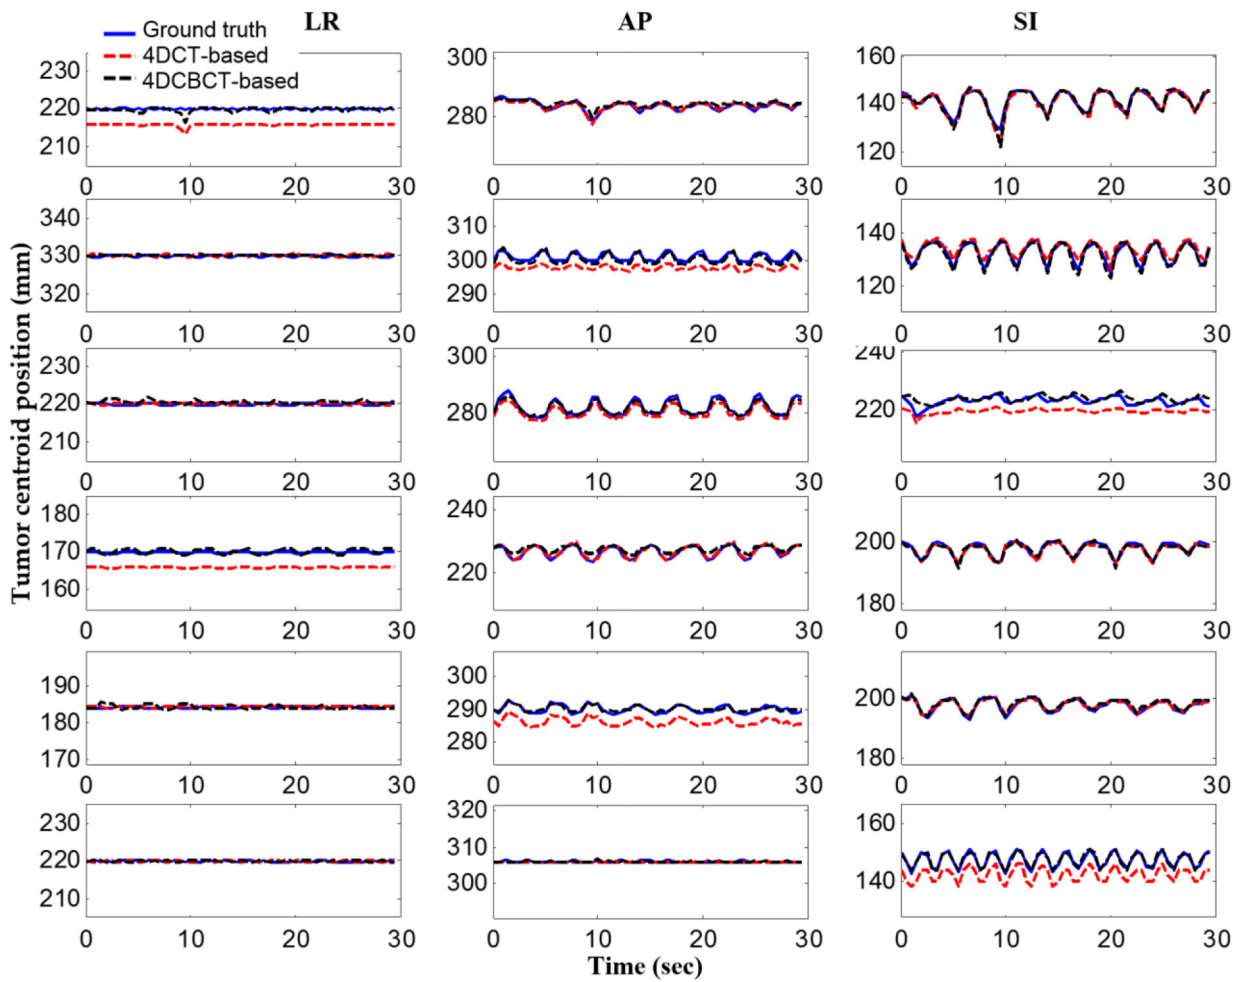 LR AP SI
Ground truth
4DCT-based
4DCBCT-based
Tumor centroid position (mm)
230 220 210
0 10 20 30
300 280
0 10 20 30
160 140 120
0 10 20 30
340 330 320
0 10 20 30
310 300 290
0 10 20 30
140 120
0 10 20 30
230 220 210
0 10 20 30
300 280
0 10 20 30
240 220
0 10 20 30
180 170 160
0 10 20 30
240 220
0 10 20 30
200 180
0 10 20 30
190 180 170
0 10 20 30
300 290 280
0 10 20 30
200 180
0 10 20 30
230 220 210
0 10 20 30
320 310 300
0 10 20 30
160 140
0 10 20 30
Time (sec)